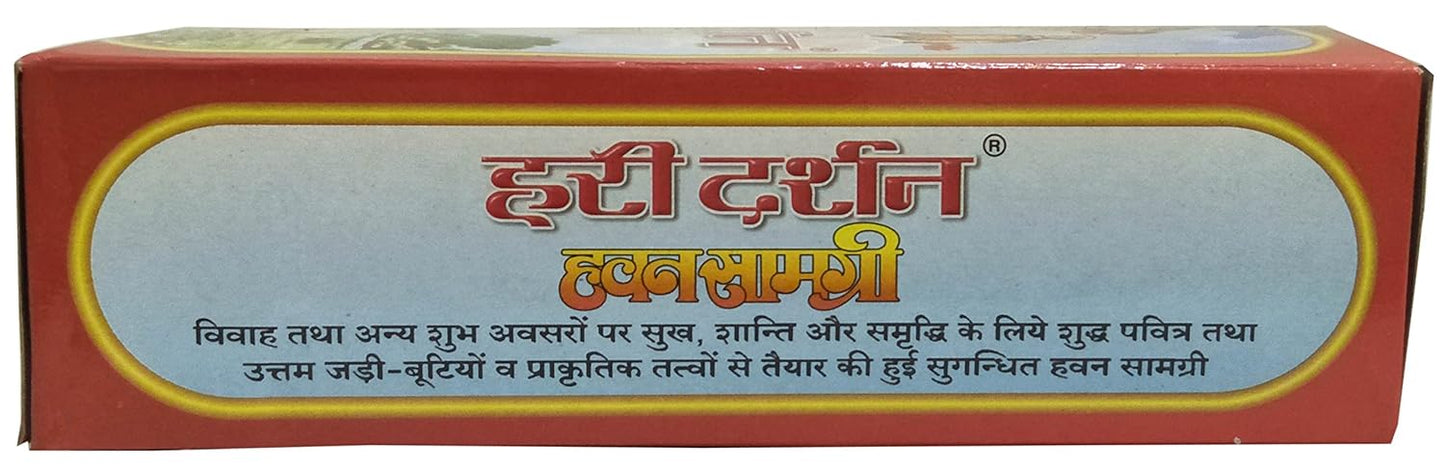 हरी दर्शन ®
हवन सामग्री
विवाह तथा अन्य शुभ अवसरों पर सुख, शान्ति और समृद्धि के लिये शुद्ध पवित्र तथा
उत्तम जड़ी-बूटियों व प्राकृतिक तत्वों से तैयार की हुई सुगन्धित हवन सामग्री